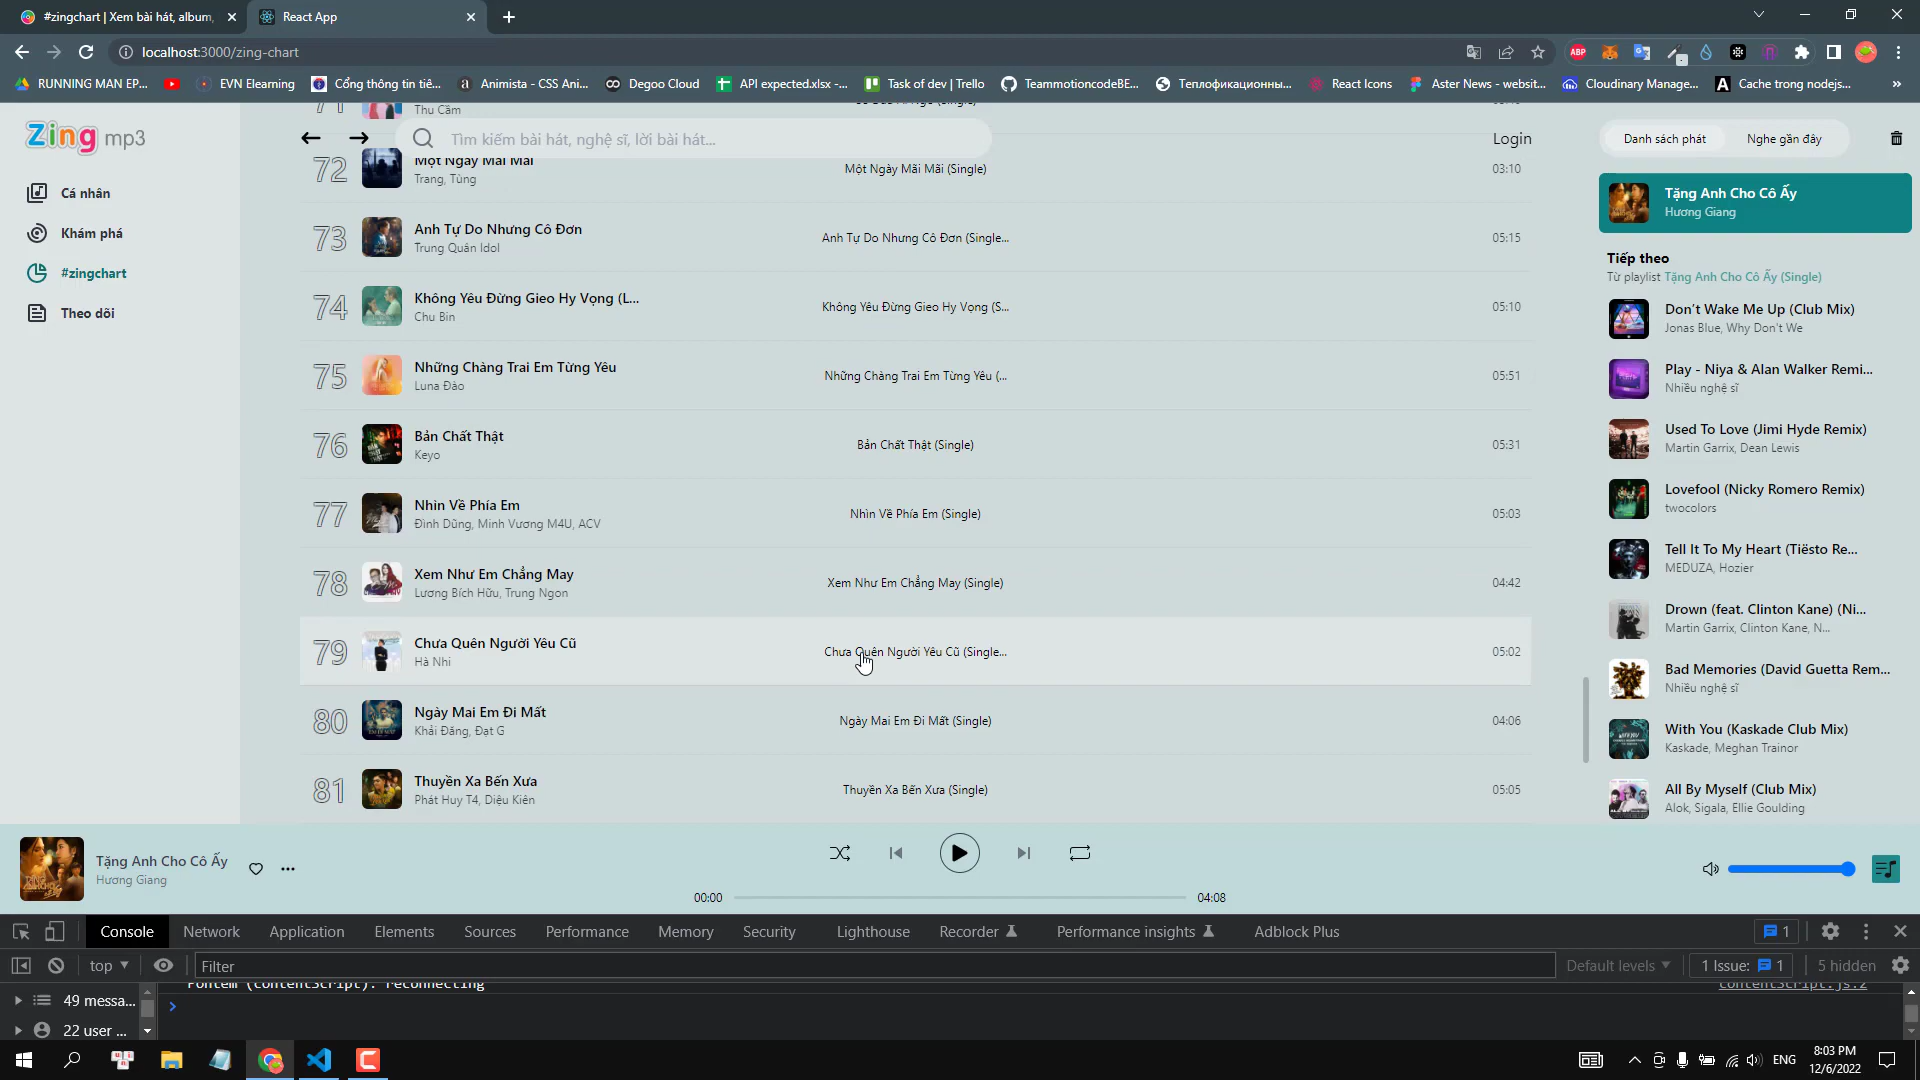 #zingchart | Xem bài hát, album,
React App
localhost:3000/zing-chart
RUNNING MAN EP...
EVN Elearning
Cổng thông tin tiê...
Animista - CSS Ani...
Degoo Cloud
API expected.xlsx -...
Task of dev | Trello
TeammotioncodeBE...
Теплофикационны...
React Icons
Aster News - websit...
Cloudinary Manage...
Cache trong nodejs...
»
Zing mp3
Cá nhân
Khám phá
#zingchart
Theo dõi
Tìm kiếm bài hát, nghệ sĩ, lời bài hát...
Login
71
Thu Cầm
72
Một Ngày Mãi Mãi
Trang, Tùng
Một Ngày Mãi Mãi (Single)
03:10
73
Anh Tự Do Nhưng Cô Đơn
Trung Quân Idol
Anh Tự Do Nhưng Cô Đơn (Single...
05:15
74
Không Yêu Đừng Gieo Hy Vọng (L...
Chu Bin
Không Yêu Đừng Gieo Hy Vọng (S...
05:10
75
Những Chàng Trai Em Từng Yêu
Luna Đào
Những Chàng Trai Em Từng Yêu (...
05:51
76
Bản Chất Thật
Keyo
Bản Chất Thật (Single)
05:31
77
Nhìn Về Phía Em
Đình Dũng, Minh Vương M4U, ACV
Nhìn Về Phía Em (Single)
05:03
78
Xem Như Em Chẳng May
Lương Bích Hữu, Trung Ngon
Xem Như Em Chẳng May (Single)
04:42
79
Chưa Quên Người Yêu Cũ
Hà Nhi
Chưa Quên Người Yêu Cũ (Single...
05:02
80
Ngày Mai Em Đi Mất
Khải Đăng, Đạt G
Ngày Mai Em Đi Mất (Single)
04:06
81
Thuyền Xa Bến Xưa
Phát Huy T4, Diệu Kiên
Thuyền Xa Bến Xưa (Single)
05:05
Danh sách phát
Nghe gần đây
Tặng Anh Cho Cô Ấy
Hương Giang
Tiếp theo
Từ playlist Tặng Anh Cho Cô Ấy (Single)
Don’t Wake Me Up (Club Mix)
Jonas Blue, Why Don't We
Play - Niya & Alan Walker Remi...
Nhiều nghệ sĩ
Used To Love (Jimi Hyde Remix)
Martin Garrix, Dean Lewis
Lovefool (Nicky Romero Remix)
twocolors
Tell It To My Heart (Tiësto Re...
MEDUZA, Hozier
Drown (feat. Clinton Kane) (Ni...
Martin Garrix, Clinton Kane, N...
Bad Memories (David Guetta Rem...
Nhiều nghệ sĩ
With You (Kaskade Club Mix)
Kaskade, Meghan Trainor
All By Myself (Club Mix)
Alok, Sigala, Ellie Goulding
Tặng Anh Cho Cô Ấy
Hương Giang
00:00
04:08
Console
Network
Application
Elements
Sources
Performance
Memory
Security
Lighthouse
Recorder
Performance insights
Adblock Plus
1
top
Filter
Default levels
1 Issue: 1
5 hidden
49 messa...
22 user ...
Pontem (contentScript): reconnecting
contentScript.js:2
ENG
8:03 PM
12/6/2022